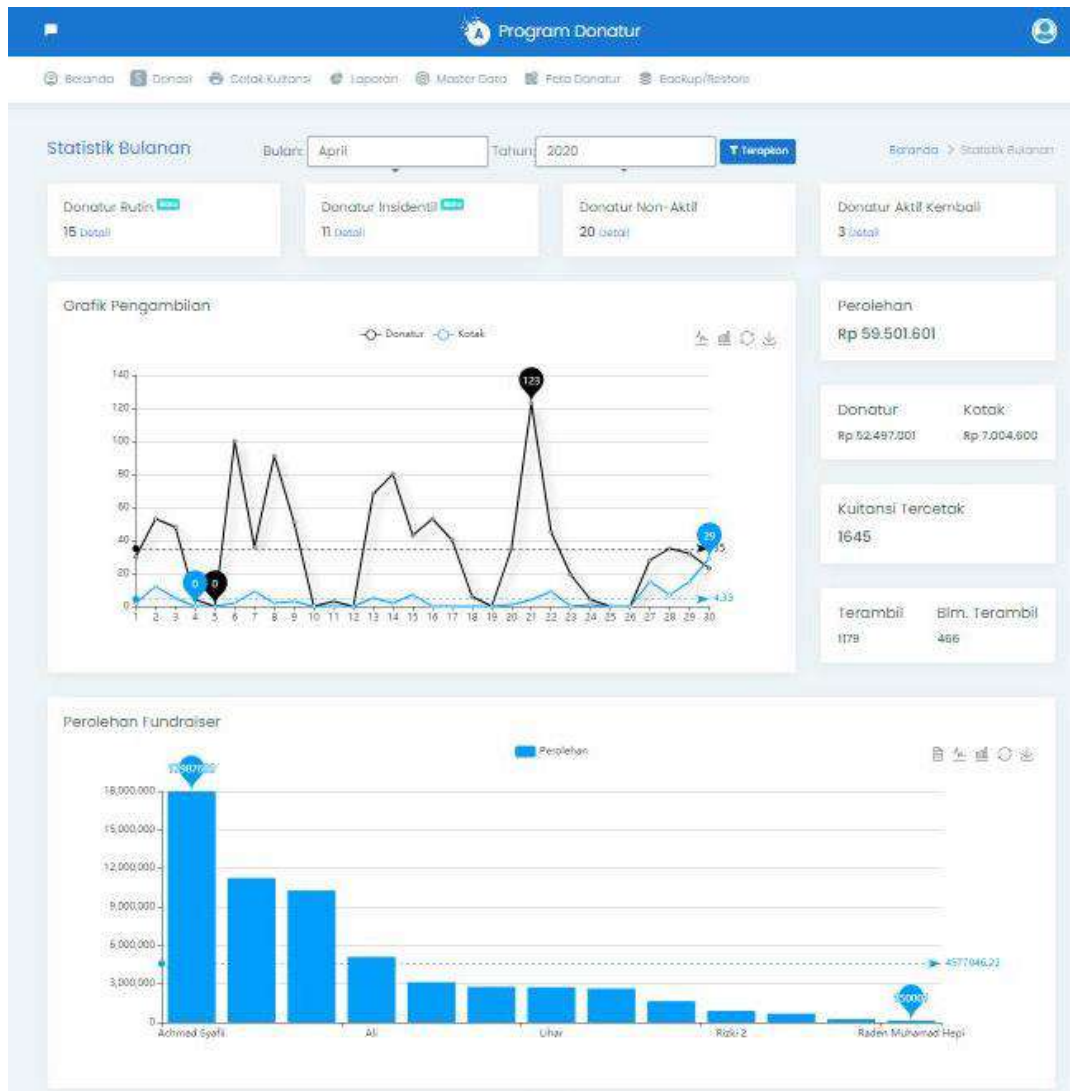 Program Donatur
Beranda Donasi Cetak Kuitansi Laporan Master Data Peta Donatur Backup/Restore
Statistik Bulanan Bulan: April Tahun: 2020 Terapkan Beranda > Statistik Bulanan
Donatur Rutin Donatur Insidentil Donatur Non-Aktif Donatur Aktif Kembali
15 Detail 11 Detail 20 Detail 3 Detail
Grafik Pengambilan
Donatur Kotak
140
120
100
80
60
40
20
0
123
0
0
29
35
4.33
1 2 3 4 5 6 7 8 9 10 11 12 13 14 15 16 17 18 19 20 21 22 23 24 25 26 27 28 29 30
Perolehan
Rp 59.501.601
Donatur Kotak
Rp 52.497.001 Rp 7.004.600
Kuitansi Tercetak
1645
Terambil Blm. Terambil
1179 466
Perolehan Fundraiser
Perolehan
18,000,000
15,000,000
12,000,000
9,000,000
6,000,000
3,000,000
0
4577046.23
Achmad Syafii Ali Lihar Rizki 2 Raden Muhamad Hepi